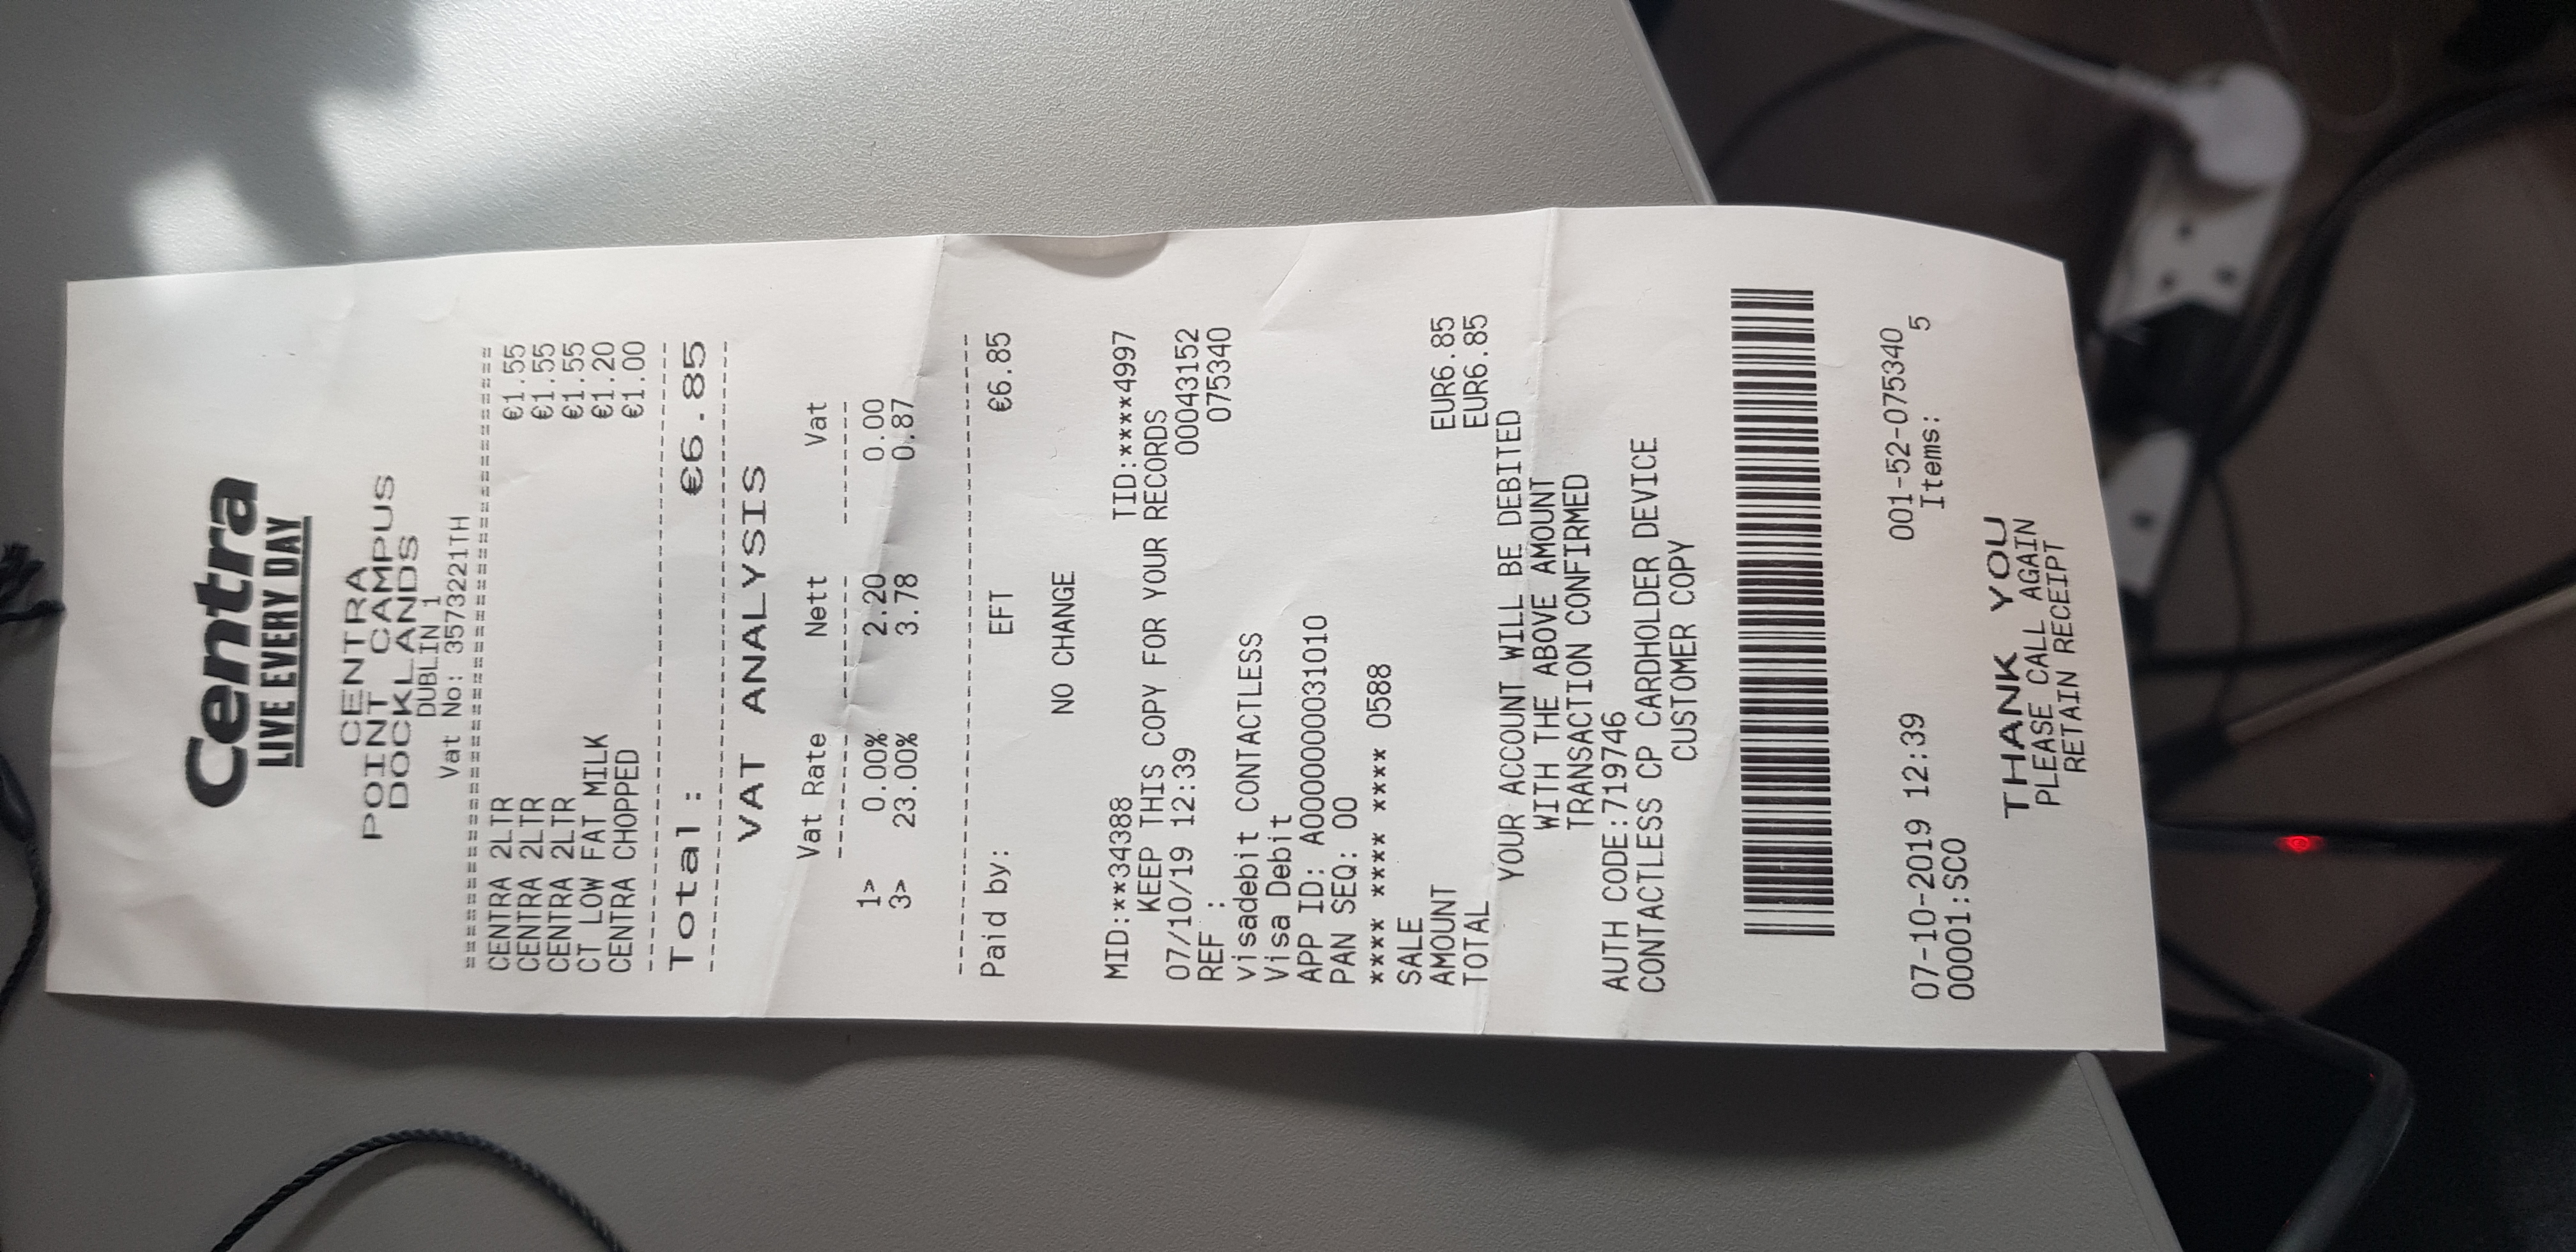 Centra
LIVE EVERY DAY
CENTRA
POINT CAMPUS
DOCKLANDS
DUBLIN 1
Vat No: 3573221TH
================================================
CENTRA 2LTR €1.55
CENTRA 2LTR €1.55
CENTRA 2LTR €1.55
CT LOW FAT MILK €1.20
CENTRA CHOPPED €1.00
------------------------------------------------
Total: €6.85
------------------------------------------------
VAT ANALYSIS
Vat Rate Nett Vat
-------- -------- --------
1> 0.00% 2.20 0.00
3> 23.00% 3.78 0.87
------------------------------------------------
Paid by: EFT €6.85
NO CHANGE
MID:**34388 TID:****4997
KEEP THIS COPY FOR YOUR RECORDS
07/10/19 12:39 00043152
REF : 075340
visadebit CONTACTLESS
Visa Debit
APP ID: A0000000031010
PAN SEQ: 00
**** **** **** 0588
SALE
AMOUNT EUR6.85
TOTAL EUR6.85
YOUR ACCOUNT WILL BE DEBITED
WITH THE ABOVE AMOUNT
TRANSACTION CONFIRMED
AUTH CODE:719746
CONTACTLESS CP CARDHOLDER DEVICE
CUSTOMER COPY
07-10-2019 12:39 001-52-075340
00001:SCO Items: 5
THANK YOU
PLEASE CALL AGAIN
RETAIN RECEIPT